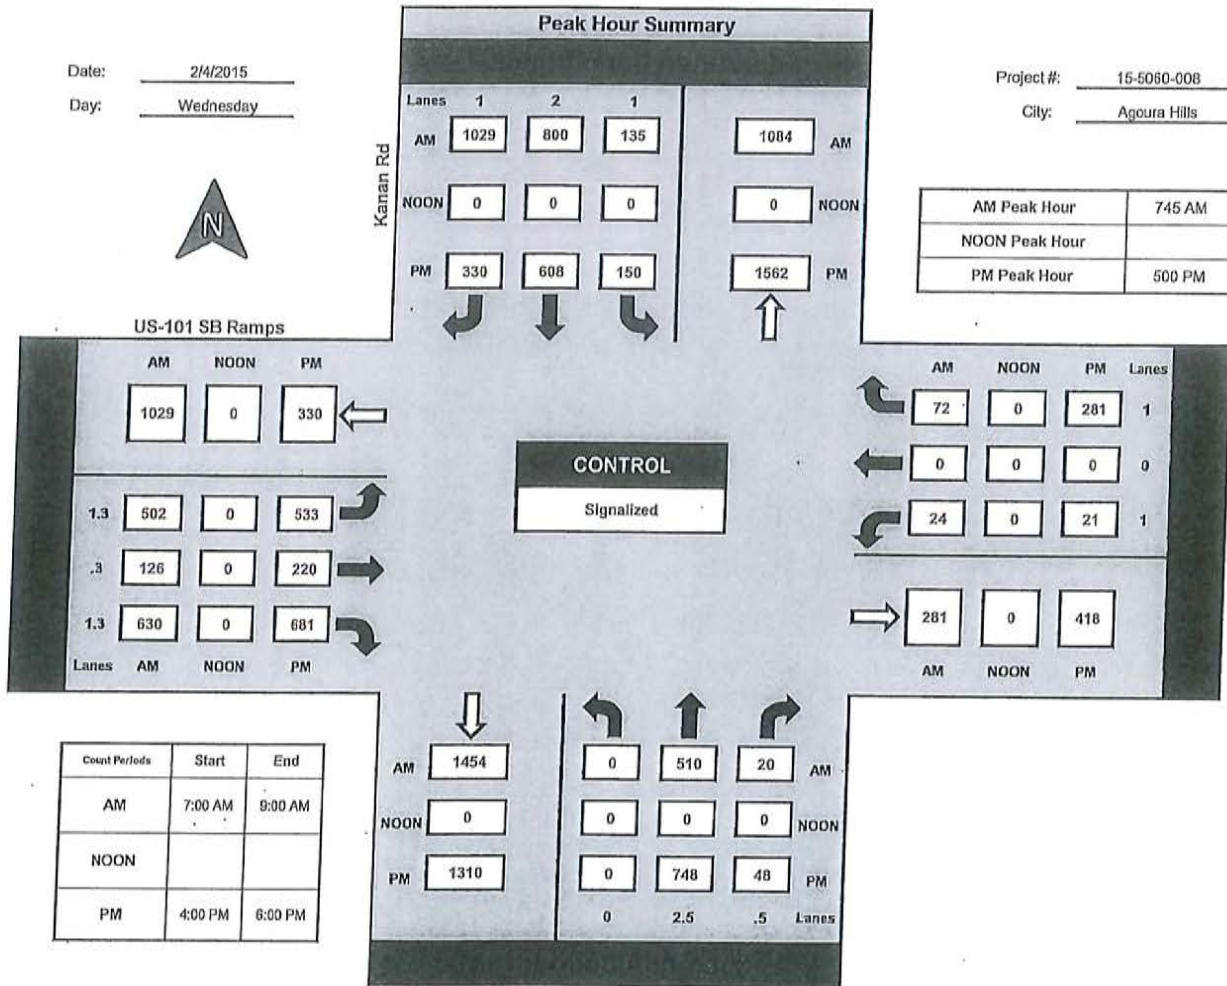 Peak Hour Summary
Date: 2/4/2015
Day: Wednesday
Project #: 15-5060-008
City: Agoura Hills
N
Kanan Rd
Lanes 1 2 1
AM 1029 800 135 1084 AM
NOON 0 0 0 0 NOON
PM 330 608 150 1562 PM
AM Peak Hour 745 AM
NOON Peak Hour
PM Peak Hour 500 PM
US-101 SB Ramps
AM NOON PM
1029 0 330
1.3 502 0 533
.3 126 0 220
1.3 630 0 681
Lanes AM NOON PM
CONTROL
Signalized
AM NOON PM Lanes
72 0 281 1
0 0 0 0
24 0 21 1
281 0 418
AM NOON PM
AM 1454 0 510 20 AM
NOON 0 0 0 0 NOON
PM 1310 0 748 48 PM
0 2.5 .5 Lanes
Count Periods Start End
AM 7:00 AM 9:00 AM
NOON
PM 4:00 PM 6:00 PM